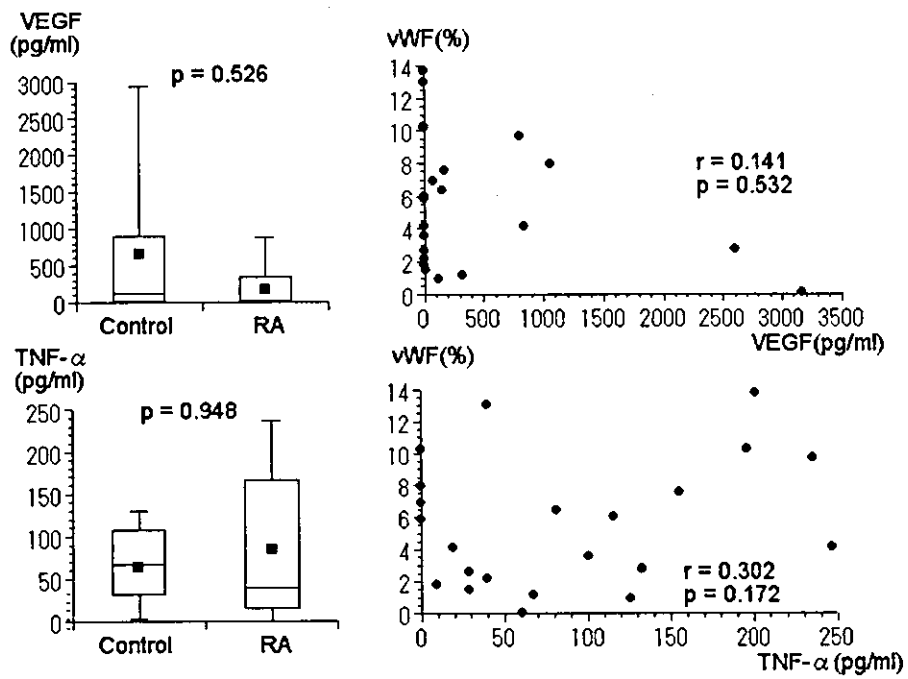 VEGF
(pg/ml)
p = 0.526
3000
2500
2000
1500
1000
500
0
Control RA
vWF(%)
14
12
10
8
6
4
2
0
r = 0.141
p = 0.532
0 500 1000 1500 2000 2500 3000 3500
VEGF(pg/ml)
TNF-α
(pg/ml)
p = 0.948
250
200
150
100
50
0
Control RA
vWF(%)
14
12
10
8
6
4
2
0
r = 0.302
p = 0.172
0 50 100 150 200 250
TNF-α (pg/ml)